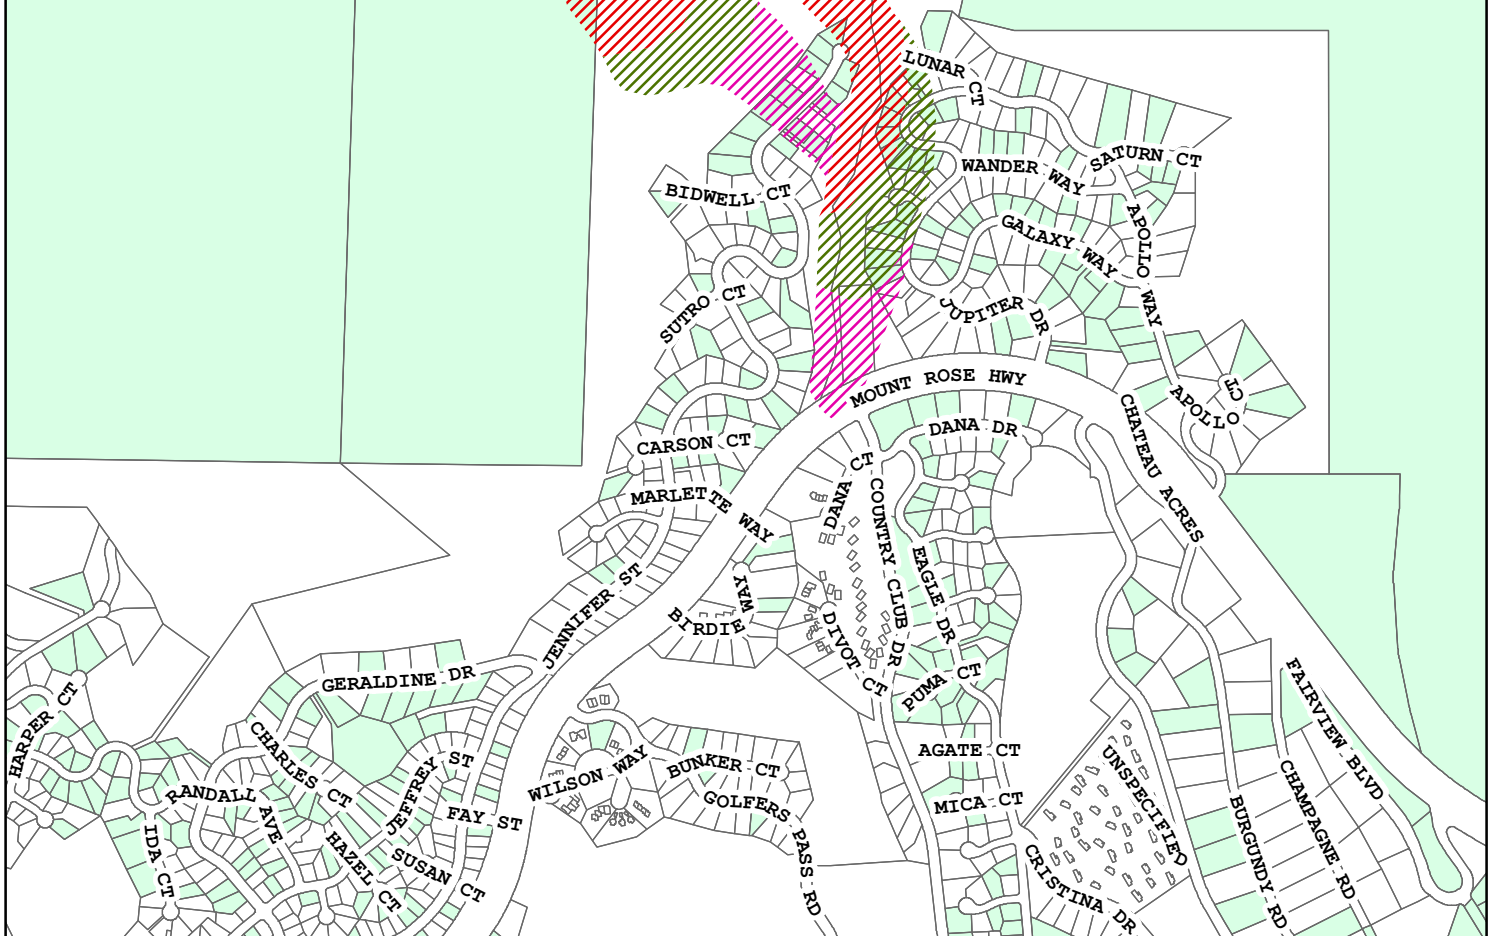 LUNAR CT
SATURN CT
WANDER WAY
BIDWELL CT
APOLLO WAY
GALAXY WAY
SUTRO CT
JUPITER DR
MOUNT ROSE HWY
APOLLO CT
CHATEAU ACRES
DANA DR
CARSON CT
DANA CT
MARLETTE WAY
COUNTRY CLUB DR
EAGLE DR
JENNIFER ST
BIRDIE WAY
DIVOT CT
PUMA CT
GERALDINE DR
FAIRVIEW BLVD
HARPER CT
CHARLES CT
AGATE CT
UNSPECIFIED
JEFFREY ST
WILSON WAY
BUNKER CT
CHAMPAGNE RD
RANDALL AVE
GOLFERS PASS RD
MICA CT
BURGUNDY RD
FAY ST
IDA CT
HAZEL CT
SUSAN CT
CRISTINA DR